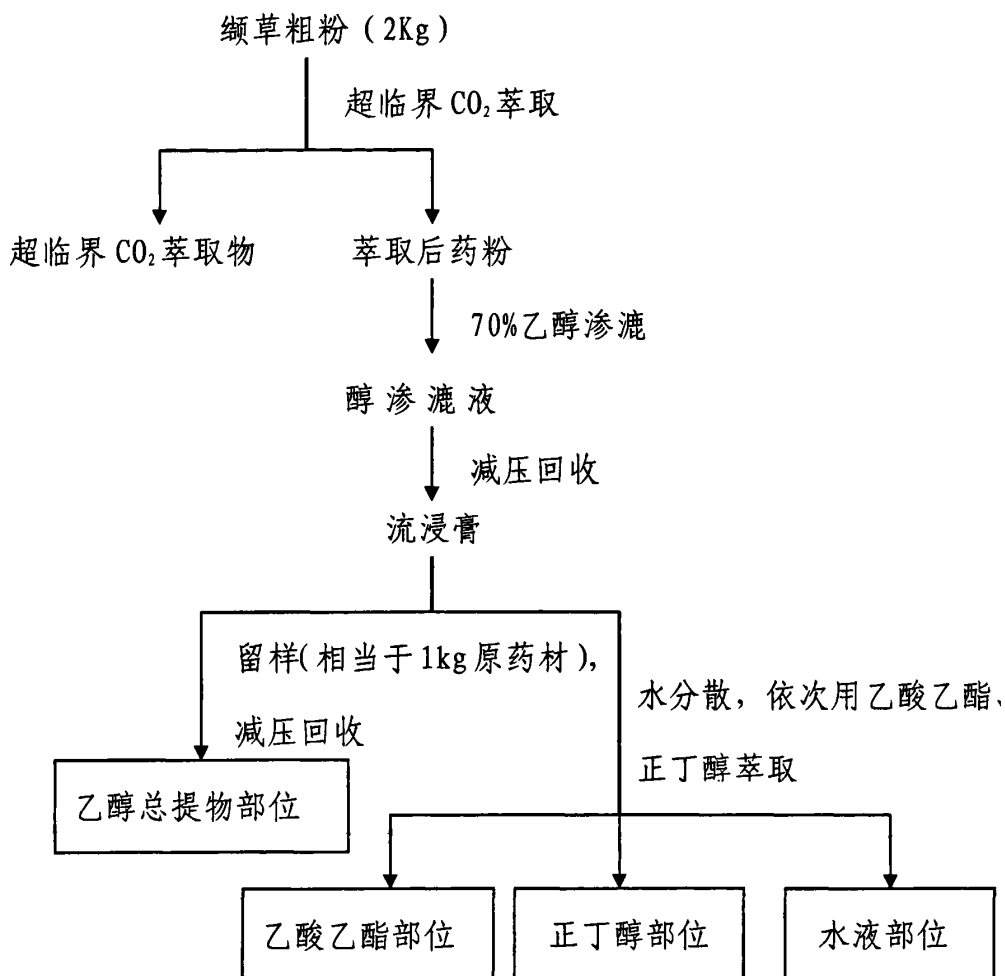 缬草粗粉（2Kg）
超临界CO₂萃取
超临界CO₂萃取物
萃取后药粉
70%乙醇渗漉
醇渗漉液
减压回收
流浸膏
留样(相当于1kg原药材),
减压回收
水分散，依次用乙酸乙酯、
正丁醇萃取
乙醇总提物部位
乙酸乙酯部位
正丁醇部位
水液部位